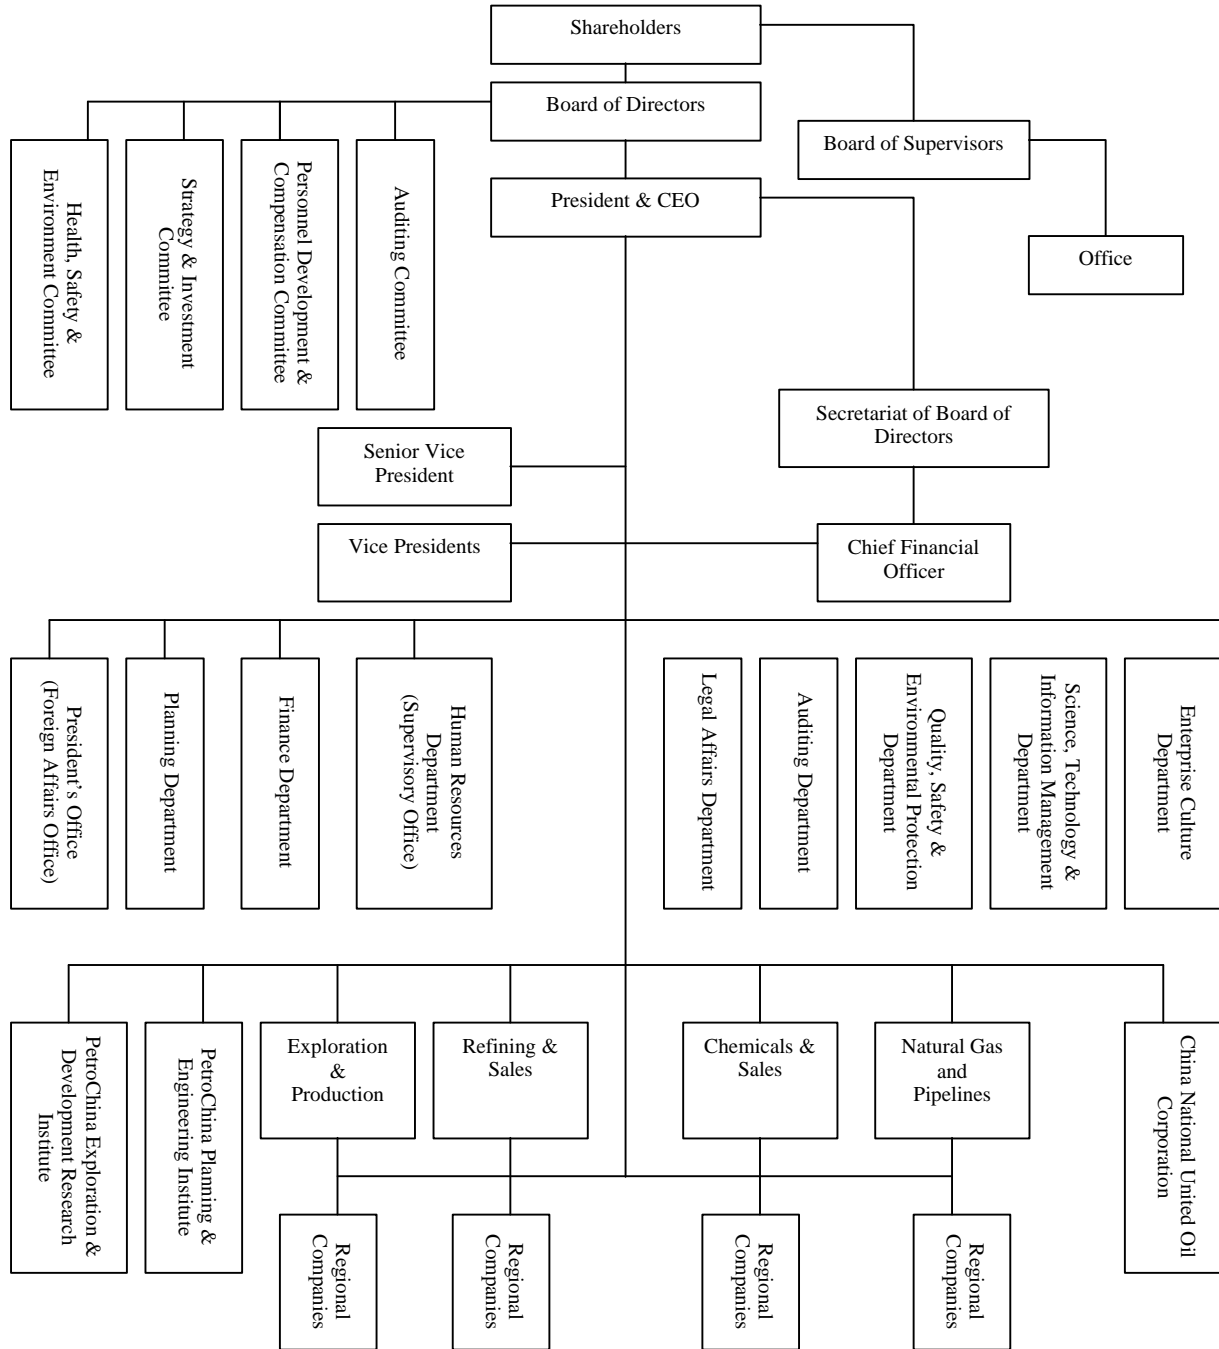 Shareholders
Board of Directors
Board of Supervisors
President & CEO
Office
Health, Safety &
Environment Committee
Strategy & Investment
Committee
Personnel Development &
Compensation Committee
Auditing Committee
Secretariat of Board of
Directors
Senior Vice
President
Vice Presidents
Chief Financial
Officer
President's Office
(Foreign Affairs Office)
Planning Department
Finance Department
Human Resources
Department
(Supervisory Office)
Legal Affairs Department
Auditing Department
Quality, Safety &
Environmental Protection
Department
Science, Technology &
Information Management
Department
Enterprise Culture
Department
PetroChina Exploration &
Development Research
Institute
PetroChina Planning &
Engineering Institute
Exploration
&
Production
Refining &
Sales
Chemicals &
Sales
Natural Gas
and
Pipelines
China National United Oil
Corporation
Regional
Companies
Regional
Companies
Regional
Companies
Regional
Companies